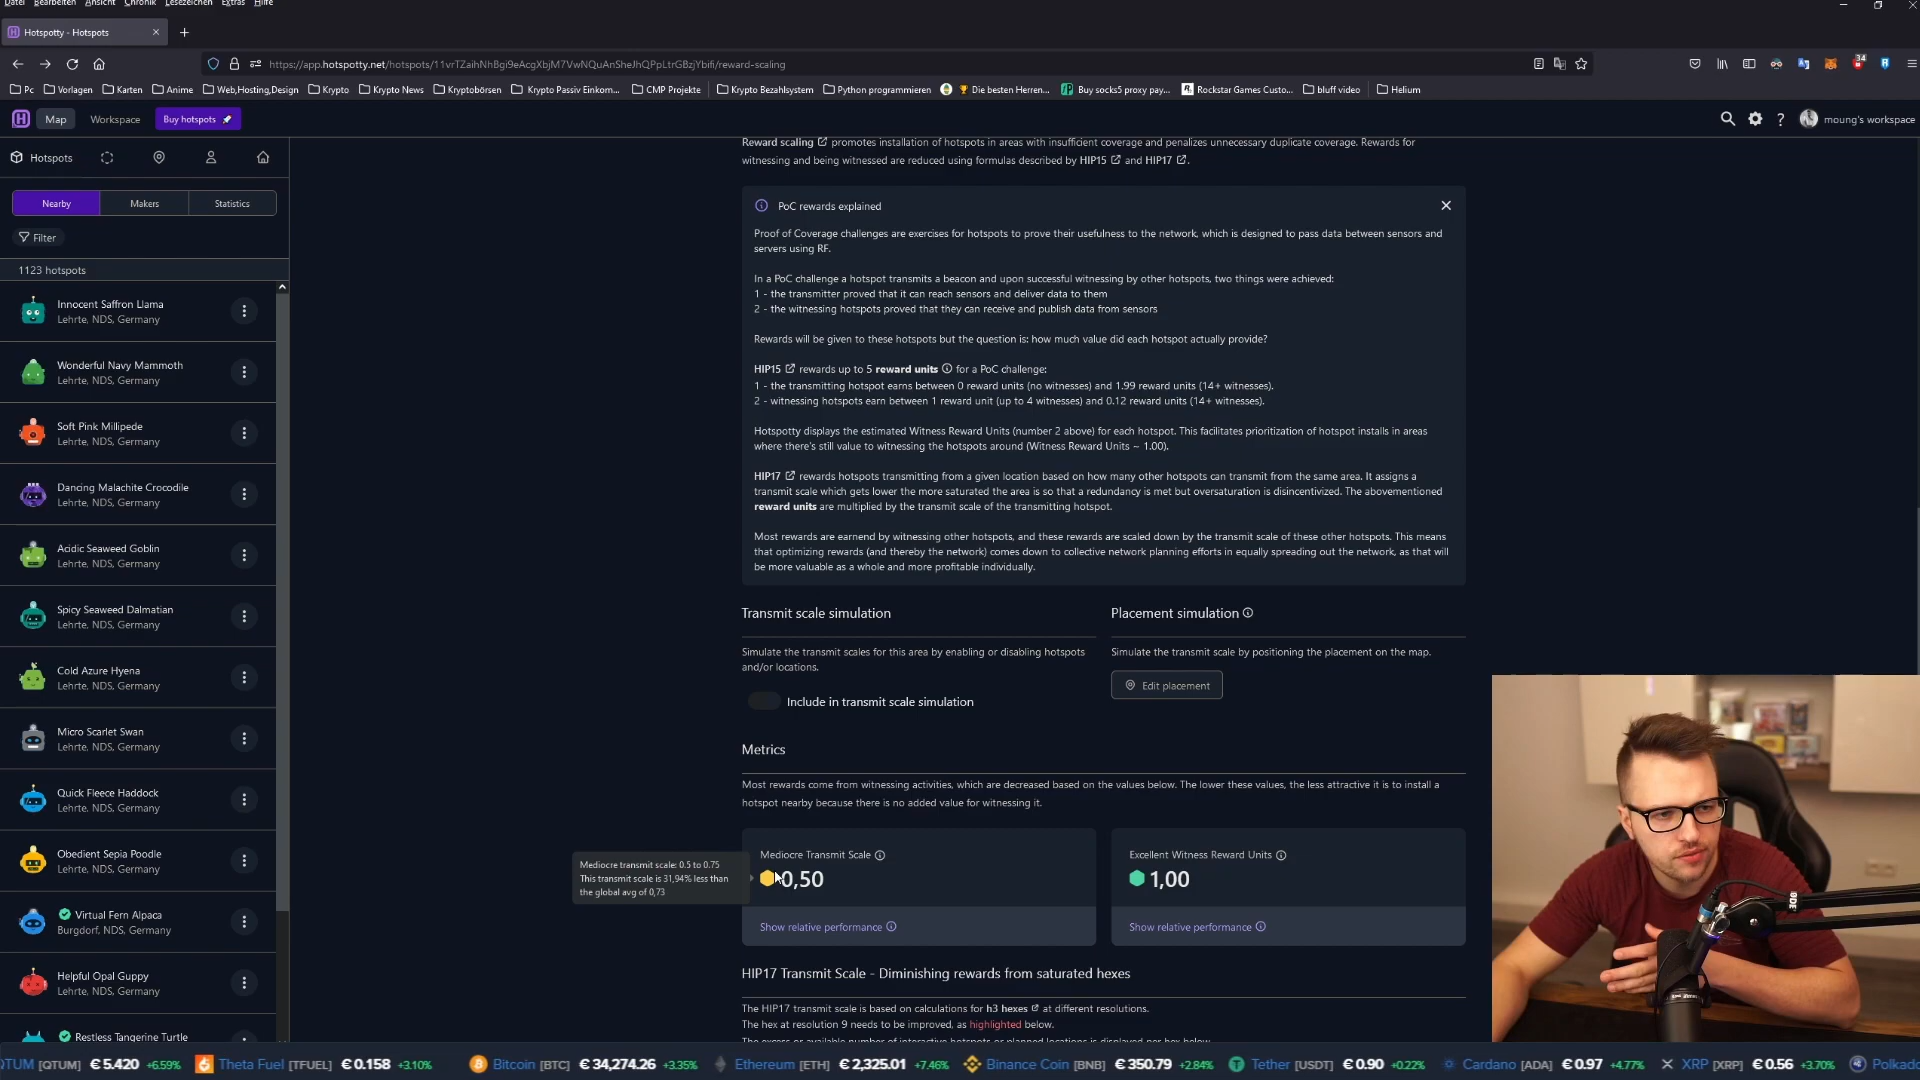 Datei Bearbeiten Ansicht Chronik Lesezeichen Extras Hilfe
Hotspotty - Hotspots
https://app.hotspotty.net/hotspots/11vrTZaihNhBgi9eAcgXbjM7VwNQuAnSheJhQPpLtrGBzjYbifi/reward-scaling
34
Pc Vorlagen Karten Anime Web,Hosting,Design Krypto Krypto News Kryptobörsen Krypto Passiv Einkom... CMP Projekte Krypto Bezahlsystem Python programmieren Die besten Herren... Buy socks5 proxy pay... Rockstar Games Custo... bluff video Helium
Map Workspace Buy hotspots
moung's workspace
Hotspots
Nearby Makers Statistics
Filter
1123 hotspots
Innocent Saffron Llama
Lehrte, NDS, Germany
Wonderful Navy Mammoth
Lehrte, NDS, Germany
Soft Pink Millipede
Lehrte, NDS, Germany
Dancing Malachite Crocodile
Lehrte, NDS, Germany
Acidic Seaweed Goblin
Lehrte, NDS, Germany
Spicy Seaweed Dalmatian
Lehrte, NDS, Germany
Cold Azure Hyena
Lehrte, NDS, Germany
Micro Scarlet Swan
Lehrte, NDS, Germany
Quick Fleece Haddock
Lehrte, NDS, Germany
Obedient Sepia Poodle
Lehrte, NDS, Germany
Virtual Fern Alpaca
Burgdorf, NDS, Germany
Helpful Opal Guppy
Lehrte, NDS, Germany
Restless Tangerine Turtle
Reward scaling promotes installation of hotspots in areas with insufficient coverage and penalizes unnecessary duplicate coverage. Rewards for
witnessing and being witnessed are reduced using formulas described by HIP15 and HIP17 .
PoC rewards explained
Proof of Coverage challenges are exercises for hotspots to prove their usefulness to the network, which is designed to pass data between sensors and
servers using RF.
In a PoC challenge a hotspot transmits a beacon and upon successful witnessing by other hotspots, two things were achieved:
1 - the transmitter proved that it can reach sensors and deliver data to them
2 - the witnessing hotspots proved that they can receive and publish data from sensors
Rewards will be given to these hotspots but the question is: how much value did each hotspot actually provide?
HIP15 rewards up to 5 reward units for a PoC challenge:
1 - the transmitting hotspot earns between 0 reward units (no witnesses) and 1.99 reward units (14+ witnesses).
2 - witnessing hotspots earn between 1 reward unit (up to 4 witnesses) and 0.12 reward units (14+ witnesses).
Hotspotty displays the estimated Witness Reward Units (number 2 above) for each hotspot. This facilitates prioritization of hotspot installs in areas
where there's still value to witnessing the hotspots around (Witness Reward Units ~ 1.00).
HIP17 rewards hotspots transmitting from a given location based on how many other hotspots can transmit from the same area. It assigns a
transmit scale which gets lower the more saturated the area is so that a redundancy is met but oversaturation is disincentivized. The abovementioned
reward units are multiplied by the transmit scale of the transmitting hotspot.
Most rewards are earnend by witnessing other hotspots, and these rewards are scaled down by the transmit scale of these other hotspots. This means
that optimizing rewards (and thereby the network) comes down to collective network planning efforts in equally spreading out the network, as that will
be more valuable as a whole and more profitable individually.
Transmit scale simulation
Simulate the transmit scales for this area by enabling or disabling hotspots
and/or locations.
Include in transmit scale simulation
Placement simulation
Simulate the transmit scale by positioning the placement on the map.
Edit placement
Metrics
Most rewards come from witnessing activities, which are decreased based on the values below. The lower these values, the less attractive it is to install a
hotspot nearby because there is no added value for witnessing it.
Mediocre transmit scale: 0.5 to 0.75
This transmit scale is 31,94% less than
the global avg of 0,73
Mediocre Transmit Scale
0,50
Show relative performance
Excellent Witness Reward Units
1,00
Show relative performance
HIP17 Transmit Scale - Diminishing rewards from saturated hexes
The HIP17 transmit scale is based on calculations for h3 hexes at different resolutions.
The hex at resolution 9 needs to be improved, as highlighted below.
The excess or available number of interactive hotspots or planned locations is displayed per hex below.
QTUM [QTUM] € 5.420 +6.59% Theta Fuel [TFUEL] € 0.158 +3.10% Bitcoin [BTC] € 34,274.26 +3.35% Ethereum [ETH] € 2,325.01 +7.46% Binance Coin [BNB] € 350.79 +2.84% Tether [USDT] € 0.90 +0.22% Cardano [ADA] € 0.97 +4.77% XRP [XRP] € 0.56 +3.70% Polkado